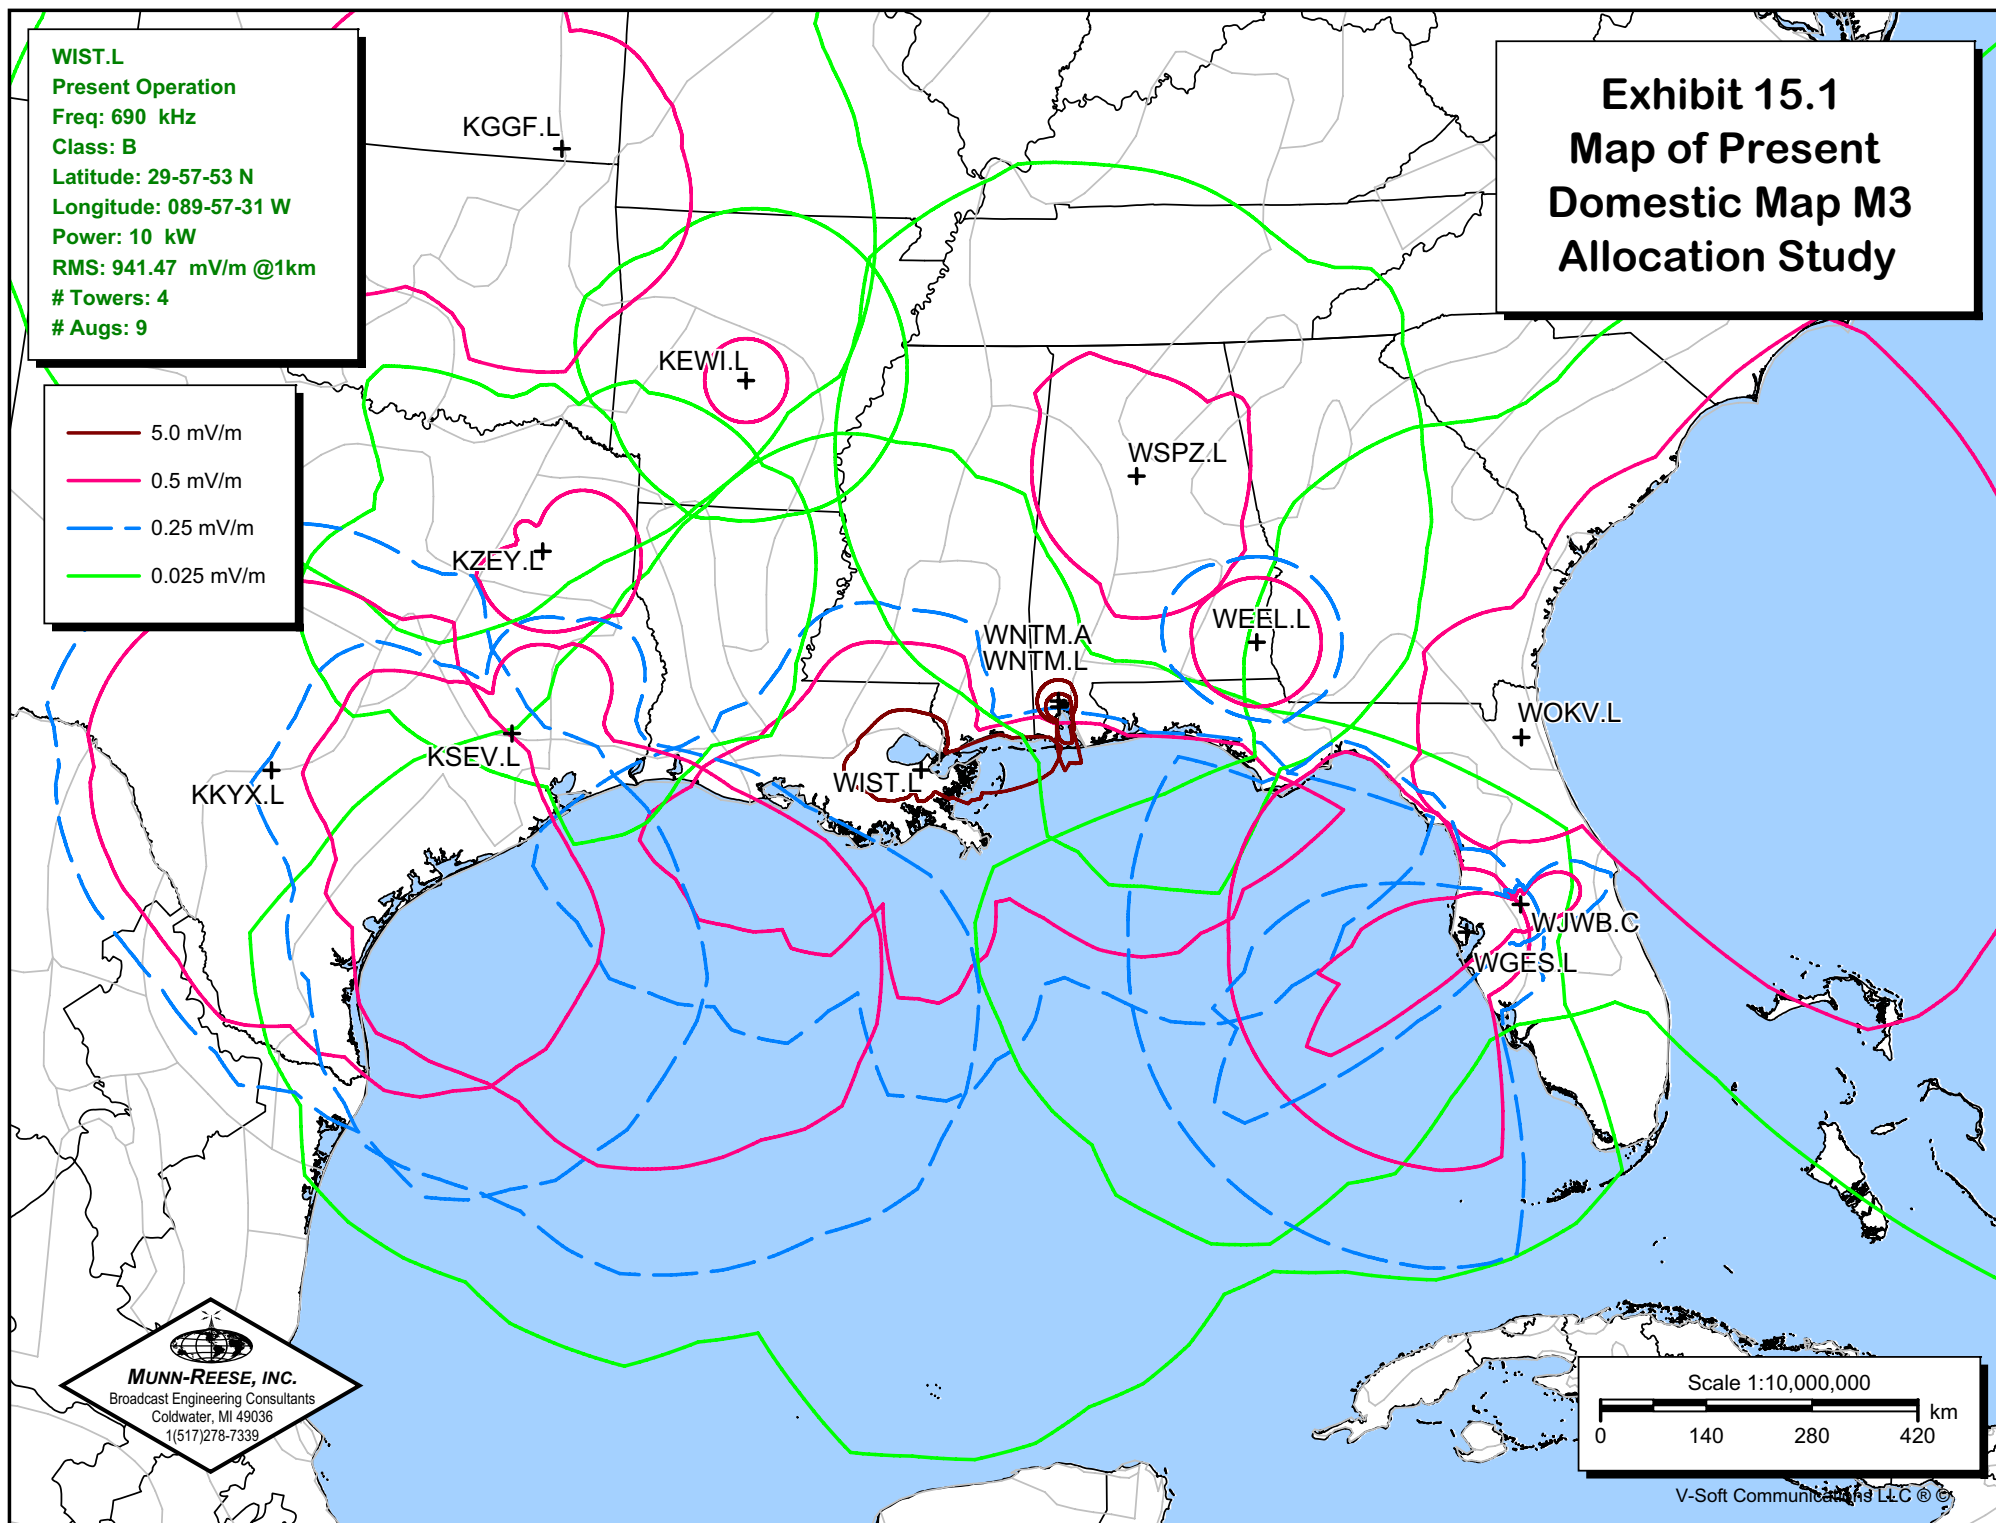 WIST.L
Present Operation
Freq: 690 kHz
Class: B
Latitude: 29-57-53 N
Longitude: 089-57-31 W
Power: 10 kW
RMS: 941.47 mV/m @1km
# Towers: 4
# Augs: 9
Exhibit 15.1
Map of Present
Domestic Map M3
Allocation Study
5.0 mV/m
0.5 mV/m
0.25 mV/m
0.025 mV/m
KGGF.L
KEWI.L
WSPZ.L
KZEY.L
WEEL.L
WNTM.A
WNTM.L
WOKV.L
KSEV.L
WIST.L
KKYX.L
WJWB.C
WGES.L
MUNN-REESE, INC.
Broadcast Engineering Consultants
Coldwater, MI 49036
1(517)278-7339
Scale 1:10,000,000
km
0 140 280 420
V-Soft Communications LLC ® ©